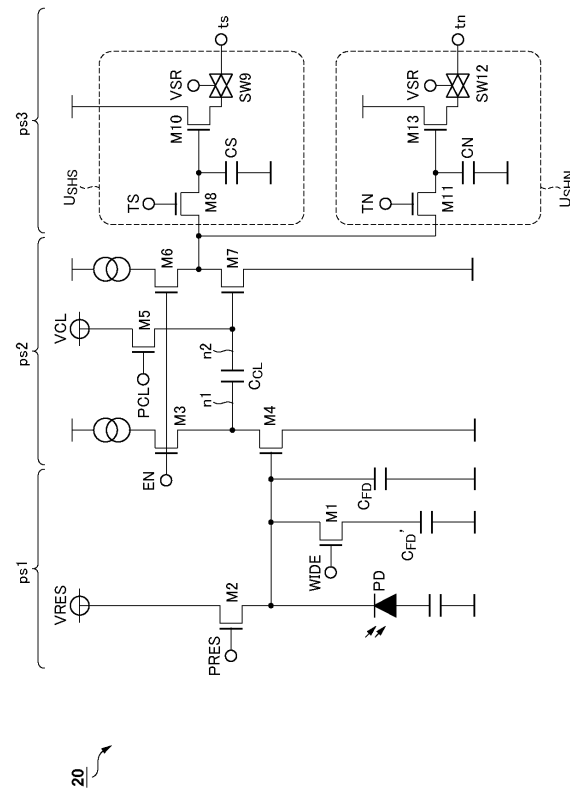 ps1
ps2
ps3
VRES
VCL
PRES
M2
WIDE
M1
PD
CFD'
CFD
EN
M3
M4
n1
n2
CCL
PCL
M5
M6
M7
USHS
TS
M8
CS
M10
VSR
SW9
ts
USHN
TN
M11
CN
M13
VSR
SW12
tn
20